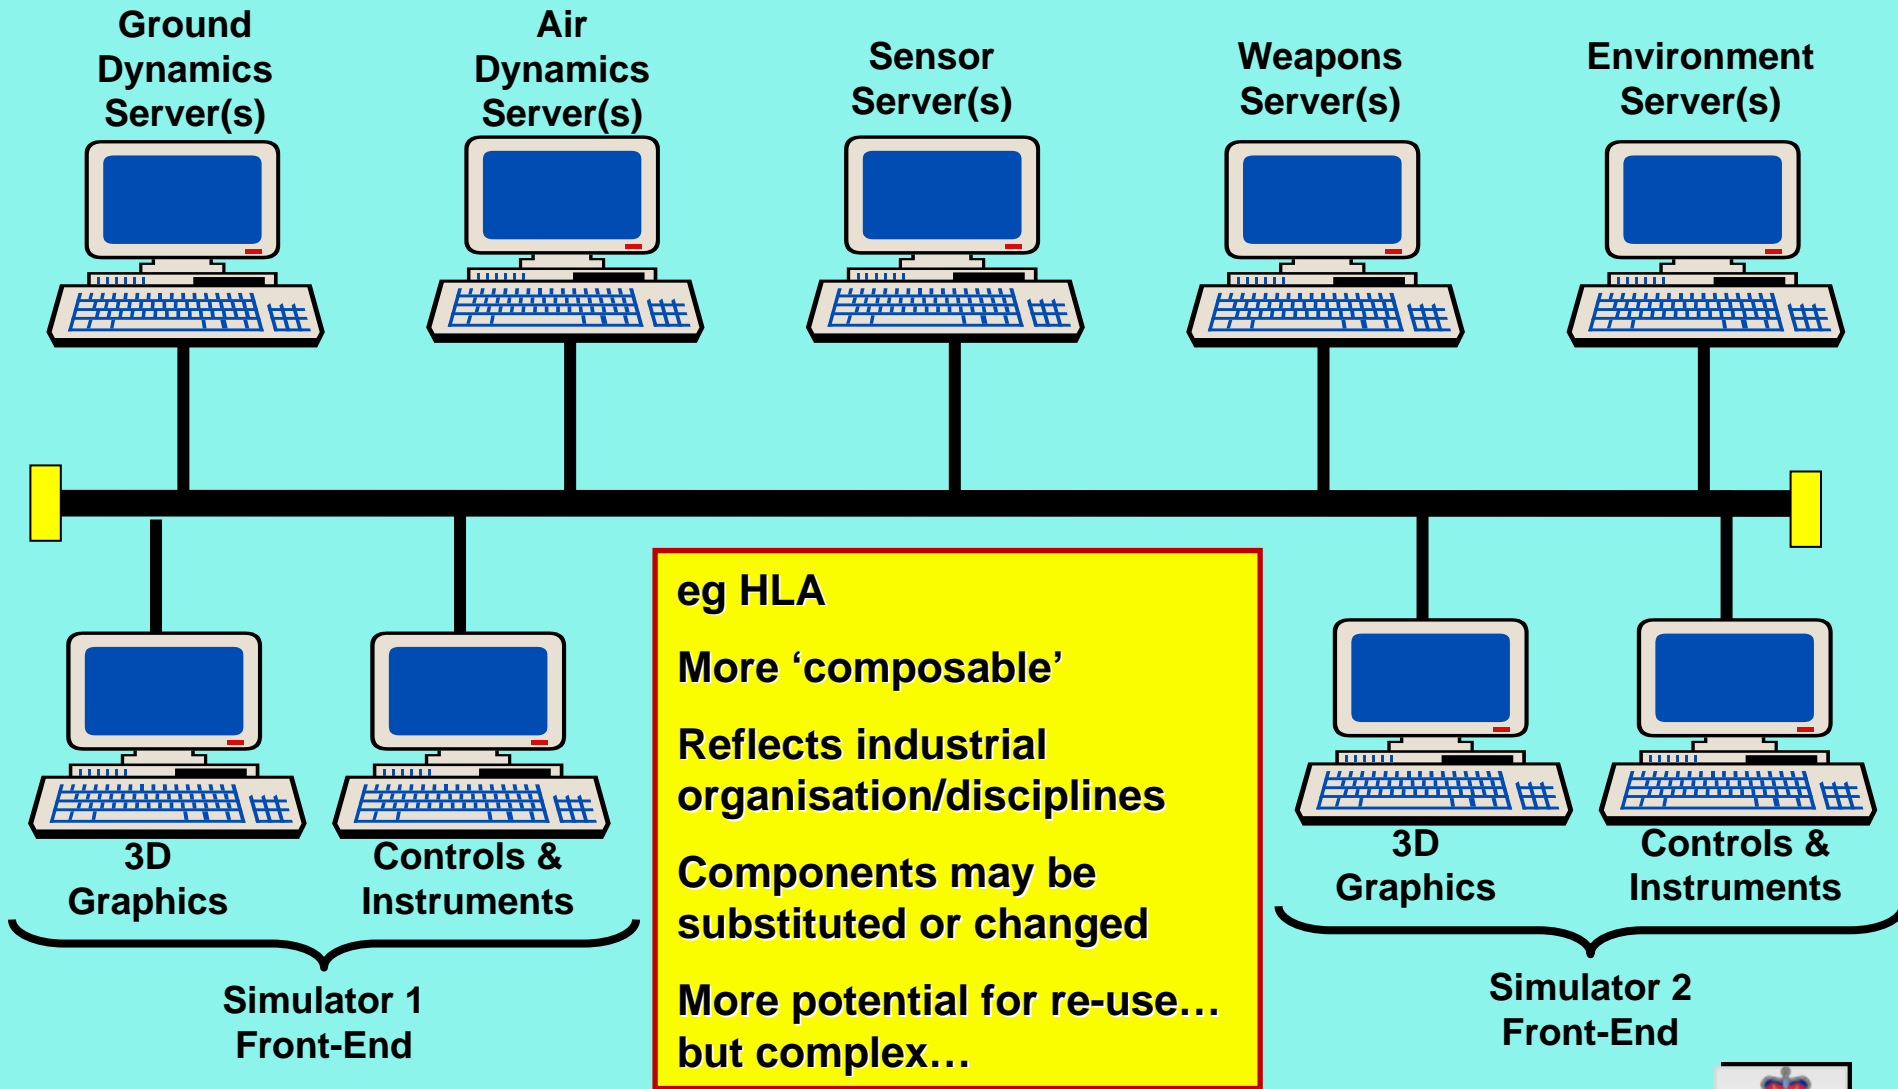 Ground
Dynamics
Server(s)
Air
Dynamics
Server(s)
Sensor
Server(s)
Weapons
Server(s)
Environment
Server(s)
eg HLA
More ‘composable’
Reflects industrial
organisation/disciplines
Components may be
substituted or changed
More potential for re-use…
but complex…
3D
Graphics
Controls &
Instruments
Simulator 1
Front-End
3D
Graphics
Controls &
Instruments
Simulator 2
Front-End